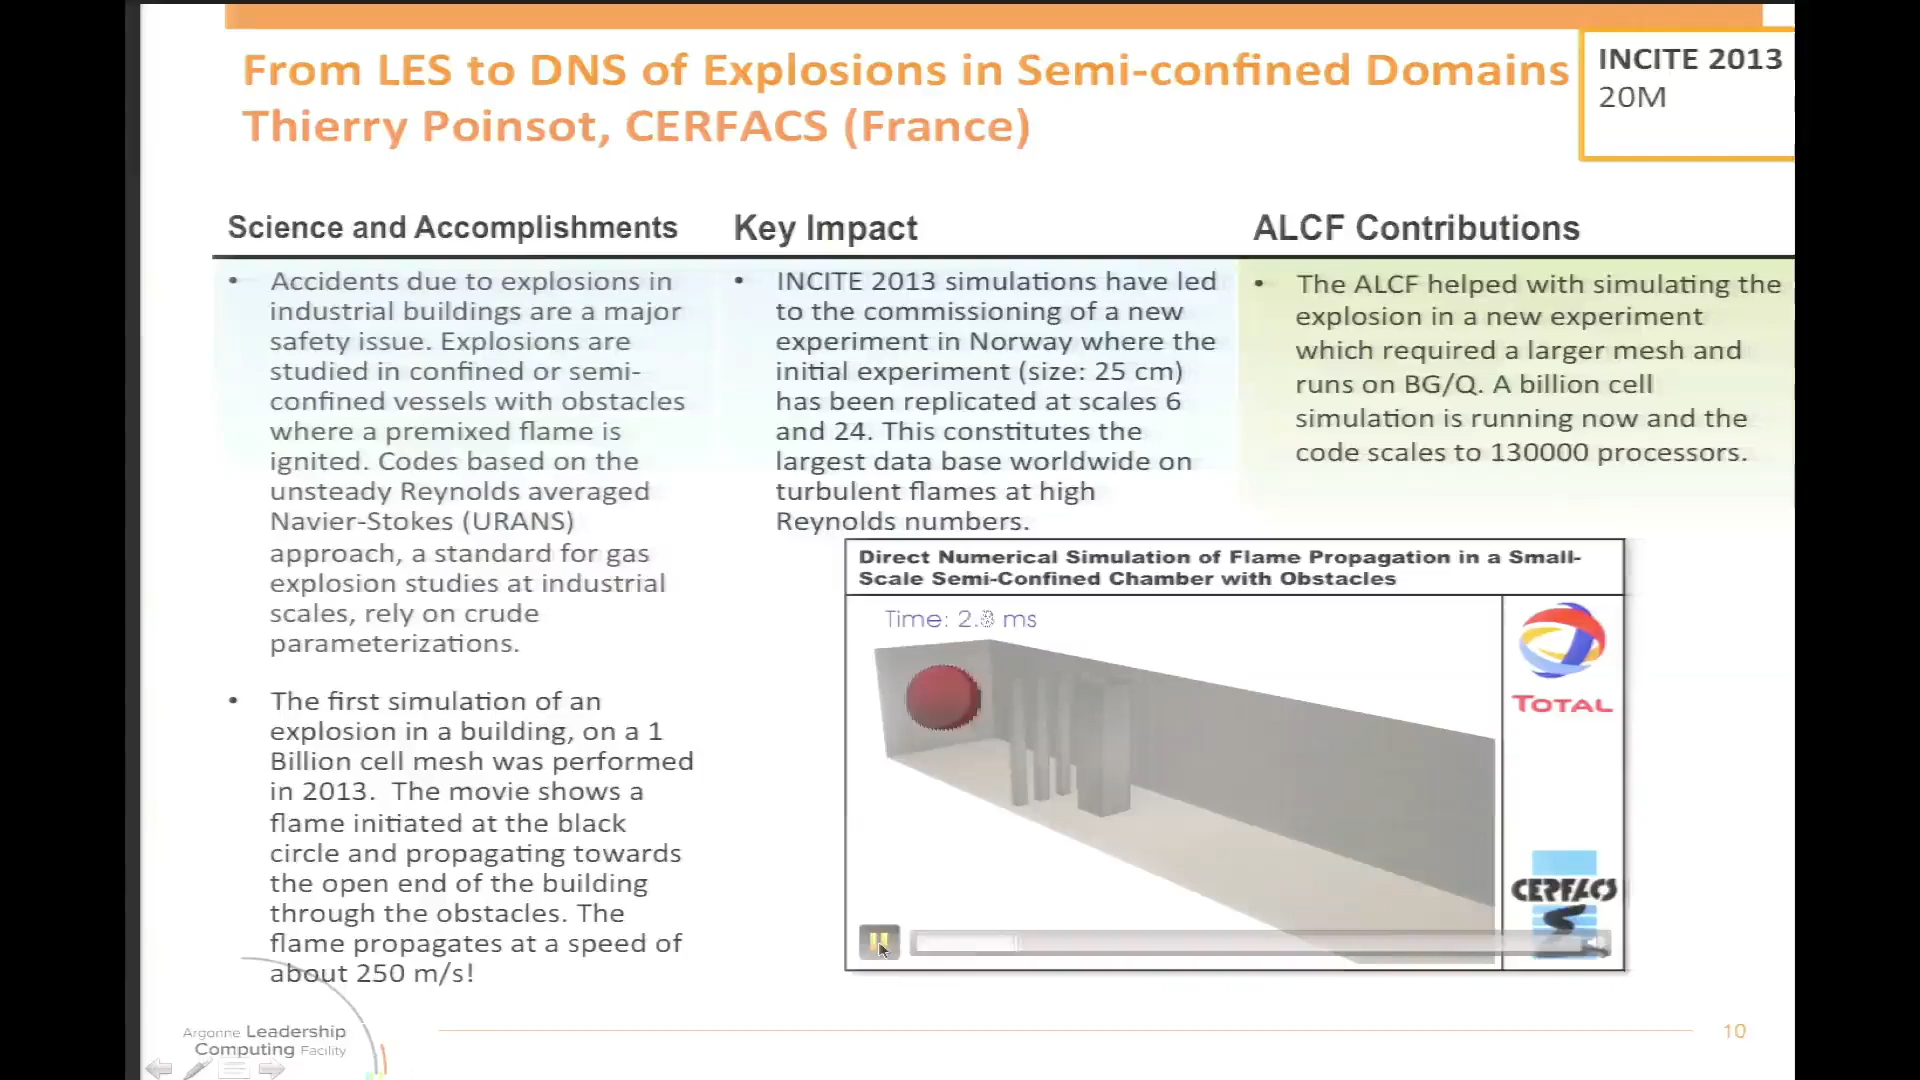 From LES to DNS of Explosions in Semi-confined Domains
Thierry Poinsot, CERFACS (France)
INCITE 2013
20M
Science and Accomplishments
• Accidents due to explosions in
industrial buildings are a major
safety issue. Explosions are
studied in confined or semi-
confined vessels with obstacles
where a premixed flame is
ignited. Codes based on the
unsteady Reynolds averaged
Navier-Stokes (URANS)
approach, a standard for gas
explosion studies at industrial
scales, rely on crude
parameterizations.
• The first simulation of an
explosion in a building, on a 1
Billion cell mesh was performed
in 2013. The movie shows a
flame initiated at the black
circle and propagating towards
the open end of the building
through the obstacles. The
flame propagates at a speed of
about 250 m/s!
Key Impact
• INCITE 2013 simulations have led
to the commissioning of a new
experiment in Norway where the
initial experiment (size: 25 cm)
has been replicated at scales 6
and 24. This constitutes the
largest data base worldwide on
turbulent flames at high
Reynolds numbers.
ALCF Contributions
• The ALCF helped with simulating the
explosion in a new experiment
which required a larger mesh and
runs on BG/Q. A billion cell
simulation is running now and the
code scales to 130000 processors.
Direct Numerical Simulation of Flame Propagation in a Small-
Scale Semi-Confined Chamber with Obstacles
Time: ms
TOTAL
CERFACS
Argonne Leadership
Computing Facility
10